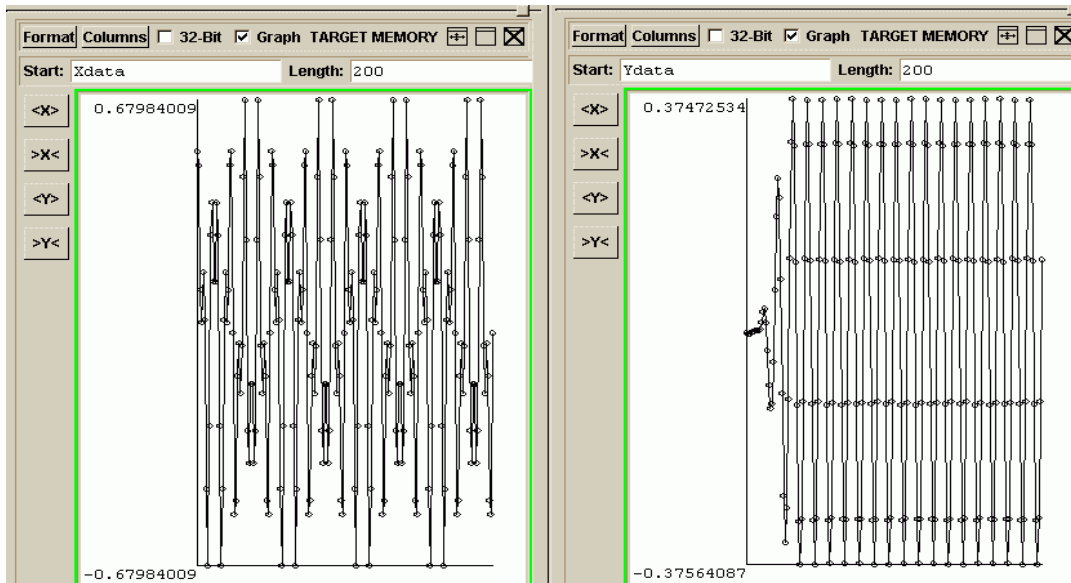 Format Columns 32-Bit Graph TARGET MEMORY
Start: Xdata Length: 200
<X>
>X<
<Y>
>Y<
0.67984009
-0.67984009
Format Columns 32-Bit Graph TARGET MEMORY
Start: Ydata Length: 200
<X>
>X<
<Y>
>Y<
0.37472534
-0.37564087